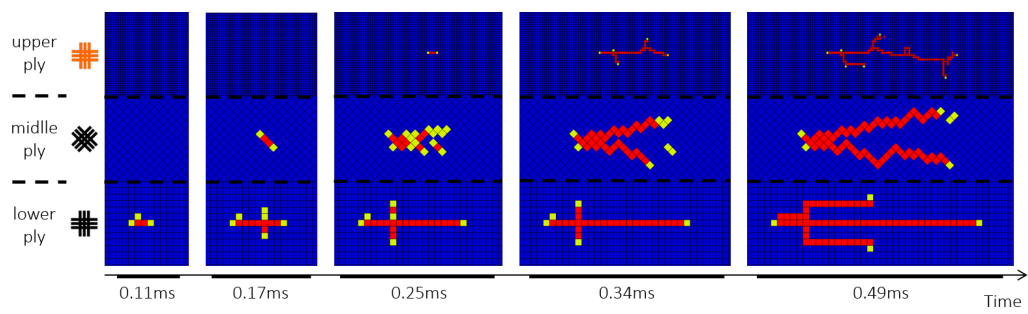 upper
ply
midlle
ply
lower
ply
0.11ms
0.17ms
0.25ms
0.34ms
0.49ms
Time